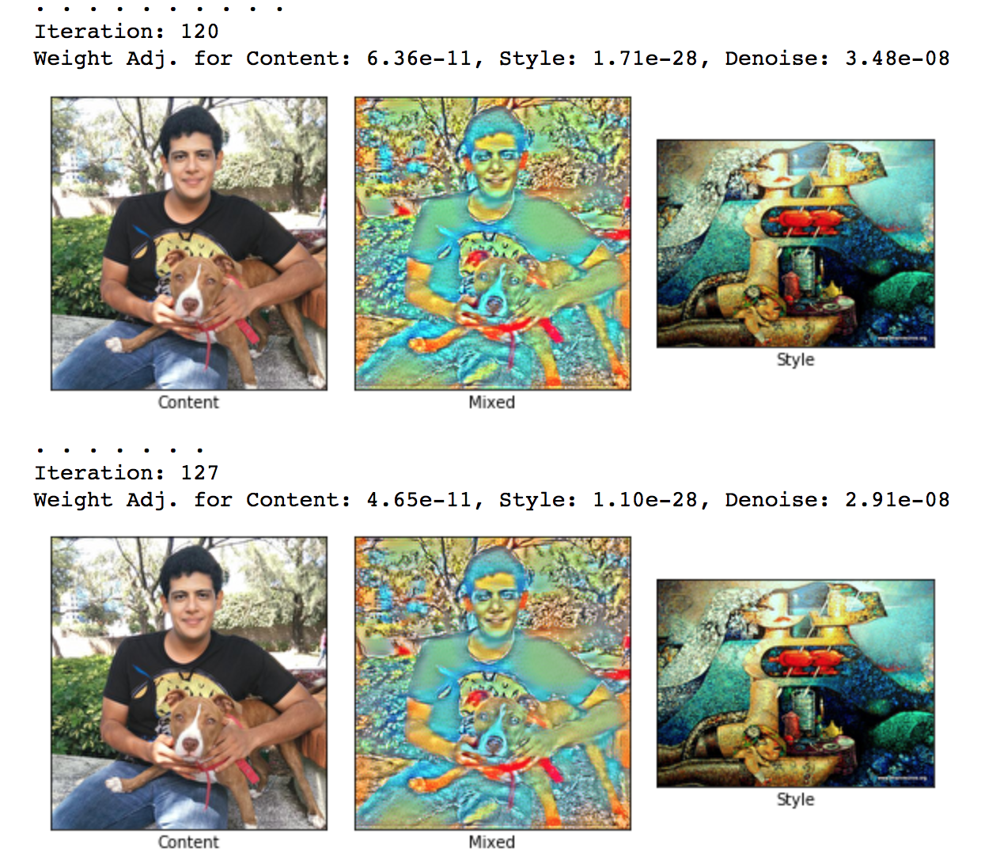 . . . . . . . . . .
Iteration: 120
Weight Adj. for Content: 6.36e-11, Style: 1.71e-28, Denoise: 3.48e-08
Content
Mixed
Style
. . . . . . .
Iteration: 127
Weight Adj. for Content: 4.65e-11, Style: 1.10e-28, Denoise: 2.91e-08
Content
Mixed
Style